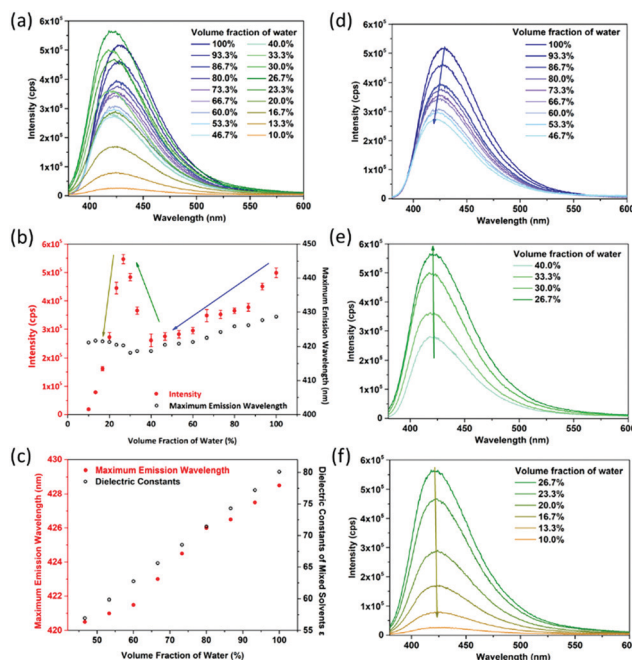 (a)
Intensity (cps)
6x10⁵
5x10⁵
4x10⁵
3x10⁵
2x10⁵
1x10⁵
0
400 450 500 550 600
Wavelength (nm)
Volume fraction of water
100% 40.0%
93.3% 33.3%
86.7% 30.0%
80.0% 26.7%
73.3% 23.3%
66.7% 20.0%
60.0% 16.7%
53.3% 13.3%
46.7% 10.0%
(d)
Intensity (cps)
6x10⁵
5x10⁵
4x10⁵
3x10⁵
2x10⁵
1x10⁵
0
400 450 500 550 600
Wavelength (nm)
Volume fraction of water
100%
93.3%
86.7%
80.0%
73.3%
66.7%
60.0%
53.3%
46.7%
(b)
Intensity (cps)
6x10⁵
5x10⁵
4x10⁵
3x10⁵
2x10⁵
1x10⁵
0
0 20 40 60 80 100
Volume Fraction of Water (%)
450
440
430
420
410
400
Maximum Emission Wavelength (nm)
Intensity
Maximum Emission Wavelength
(e)
Intensity (cps)
6x10⁵
5x10⁵
4x10⁵
3x10⁵
2x10⁵
1x10⁵
0
400 450 500 550 600
Wavelength (nm)
Volume fraction of water
40.0%
33.3%
30.0%
26.7%
(c)
Maximum Emission Wavelength (nm)
430
428
426
424
422
420
50 60 70 80 90 100
Volume Fraction of Water (%)
80
75
70
65
60
55
Dielectric Constants of Mixed Solvents ε
Maximum Emission Wavelength
Dielectric Constants
(f)
Intensity (cps)
6x10⁵
5x10⁵
4x10⁵
3x10⁵
2x10⁵
1x10⁵
0
400 450 500 550 600
Wavelength (nm)
Volume fraction of water
26.7%
23.3%
20.0%
16.7%
13.3%
10.0%